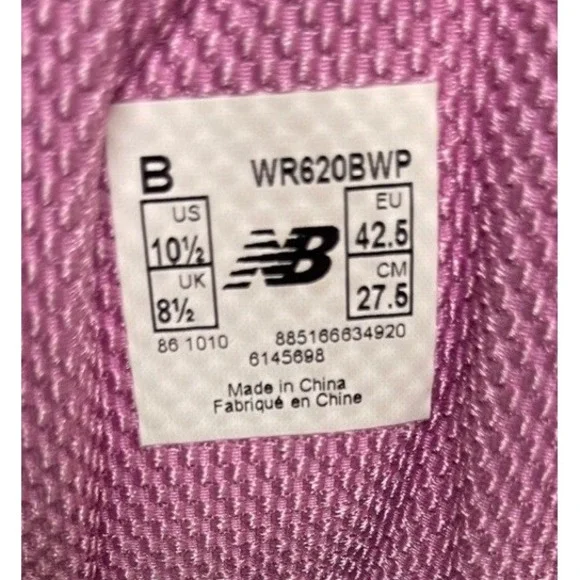 B WR620BWP
US EU
10½ NB 42.5
UK CM
8½ 27.5
86 1010 885166634920
6145698
Made in China
Fabriqué en Chine